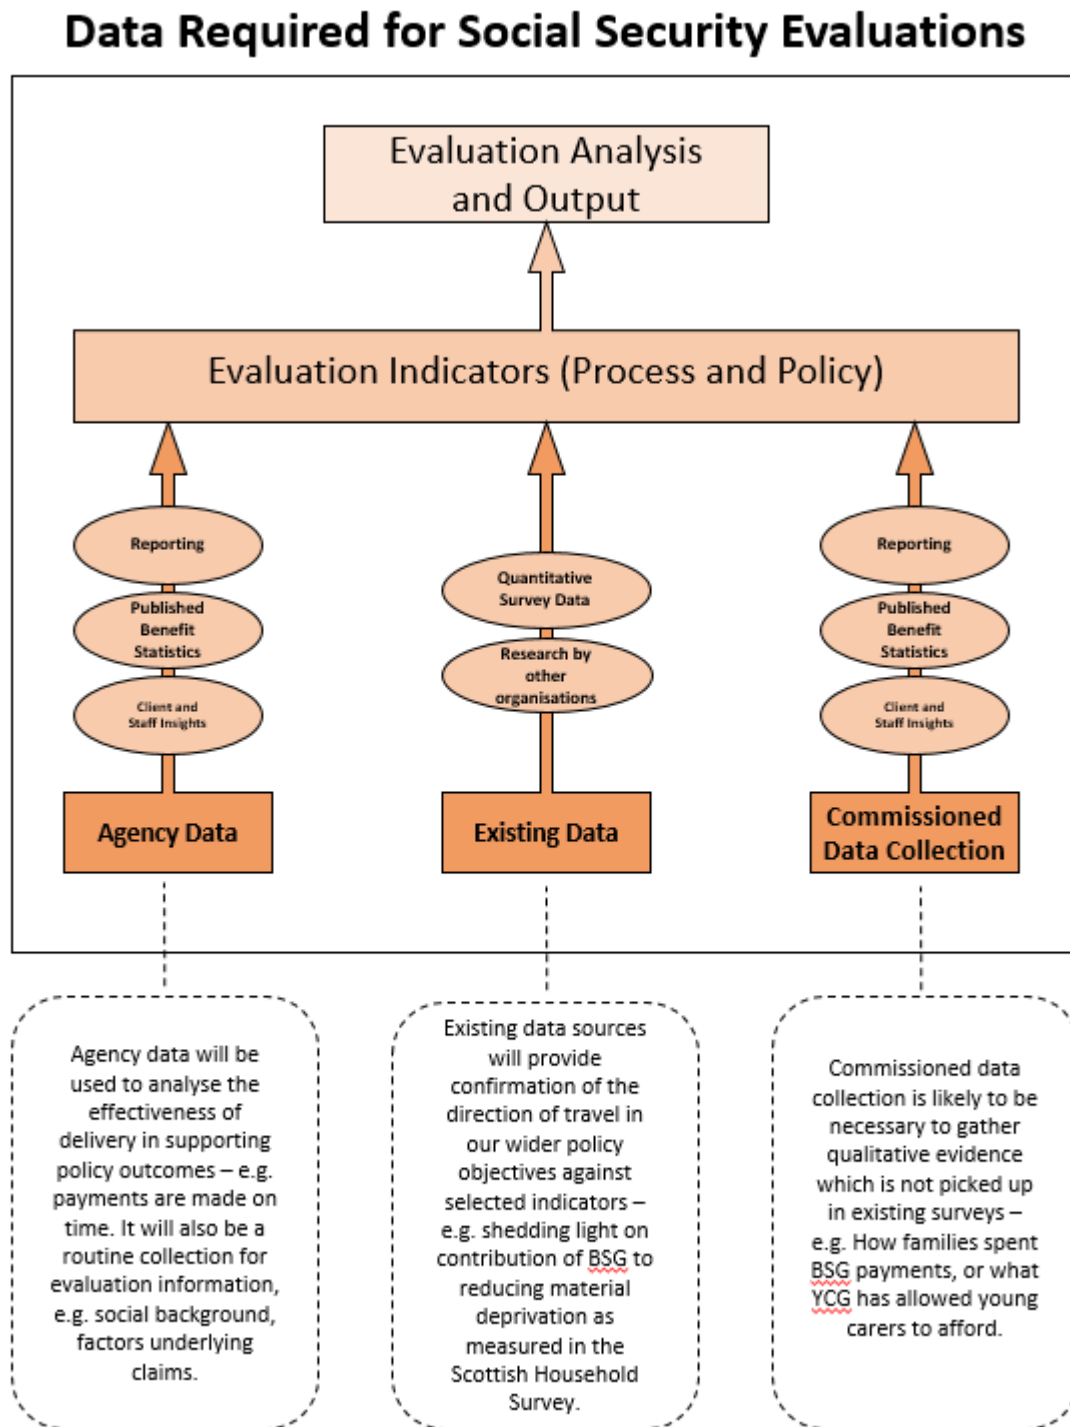 Data Required for Social Security Evaluations
Evaluation Analysis
and Output
Evaluation Indicators (Process and Policy)
Reporting
Published
Benefit
Statistics
Client and
Staff Insights
Agency Data
Quantitative
Survey Data
Research by
other
organisations
Existing Data
Reporting
Published
Benefit
Statistics
Client and
Staff Insights
Commissioned
Data Collection
Agency data will be
used to analyse the
effectiveness of
delivery in supporting
policy outcomes – e.g.
payments are made on
time. It will also be a
routine collection for
evaluation information,
e.g. social background,
factors underlying
claims.
Existing data sources
will provide
confirmation of the
direction of travel in
our wider policy
objectives against
selected indicators –
e.g. shedding light on
contribution of BSG to
reducing material
deprivation as
measured in the
Scottish Household
Survey.
Commissioned data
collection is likely to be
necessary to gather
qualitative evidence
which is not picked up
in existing surveys –
e.g. How families spent
BSG payments, or what
YCG has allowed young
carers to afford.